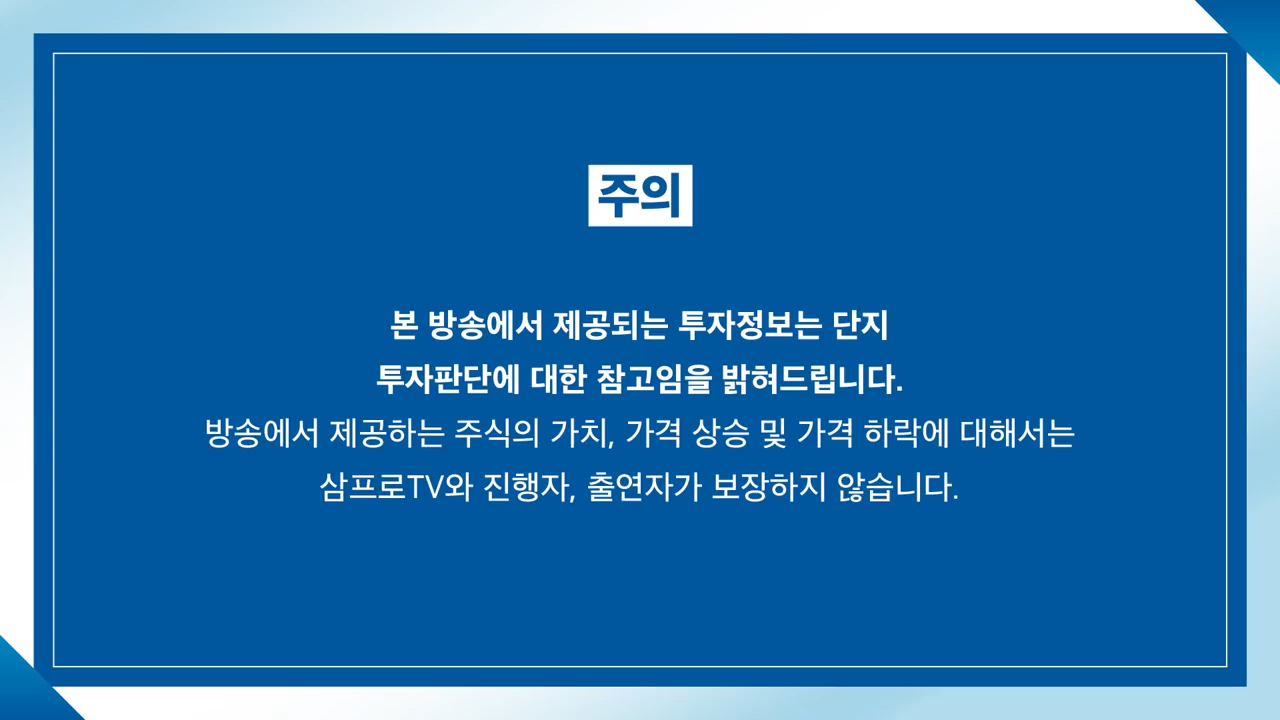 주의
본 방송에서 제공되는 투자정보는 단지
투자판단에 대한 참고임을 밝혀드립니다.
방송에서 제공하는 주식의 가치, 가격 상승 및 가격 하락에 대해서는
삼프로TV와 진행자, 출연자가 보장하지 않습니다.